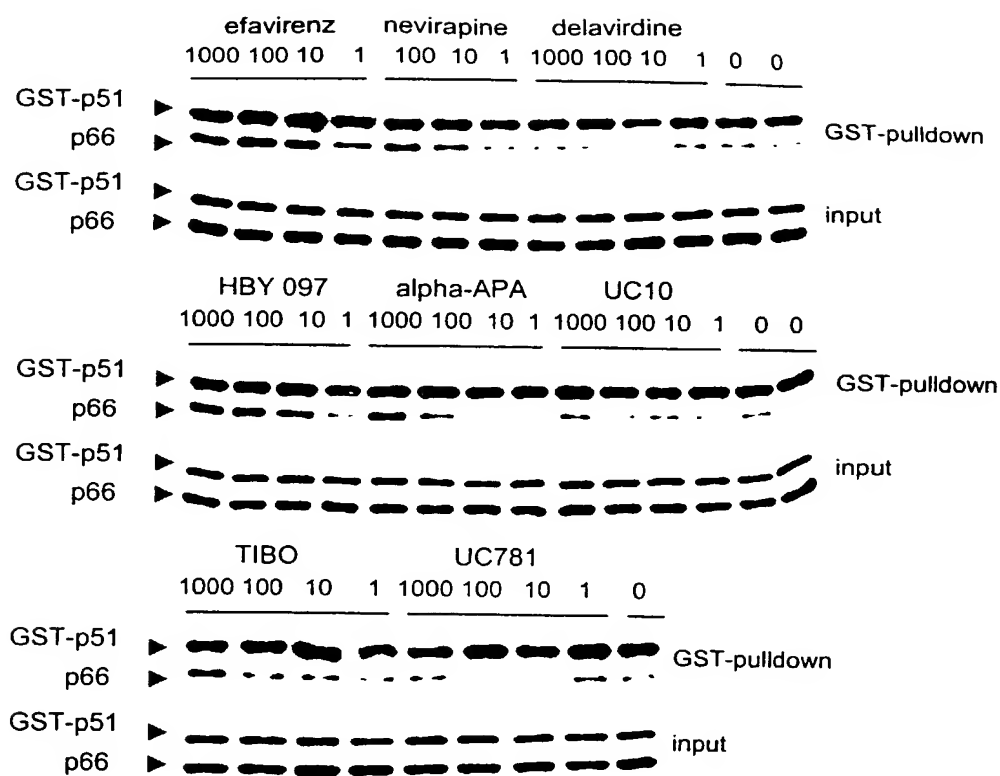 efavirenz nevirapine delavirdine
1000 100 10 1 100 10 1 1000 100 10 1 0 0
GST-p51
p66
GST-pulldown
GST-p51
p66
input
HBY 097 alpha-APA UC10
1000 100 10 1 1000 100 10 1 1000 100 10 1 0 0
GST-p51
p66
GST-pulldown
GST-p51
p66
input
TIBO UC781
1000 100 10 1 1000 100 10 1 0
GST-p51
p66
GST-pulldown
GST-p51
p66
input